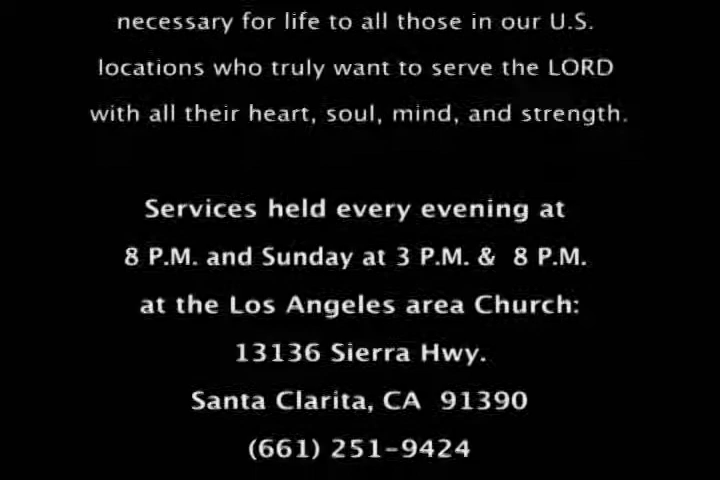 necessary for life to all those in our U.S.
locations who truly want to serve the LORD
with all their heart, soul, mind, and strength.
Services held every evening at
8 P.M. and Sunday at 3 P.M. & 8 P.M.
at the Los Angeles area Church:
13136 Sierra Hwy.
Santa Clarita, CA 91390
(661) 251-9424